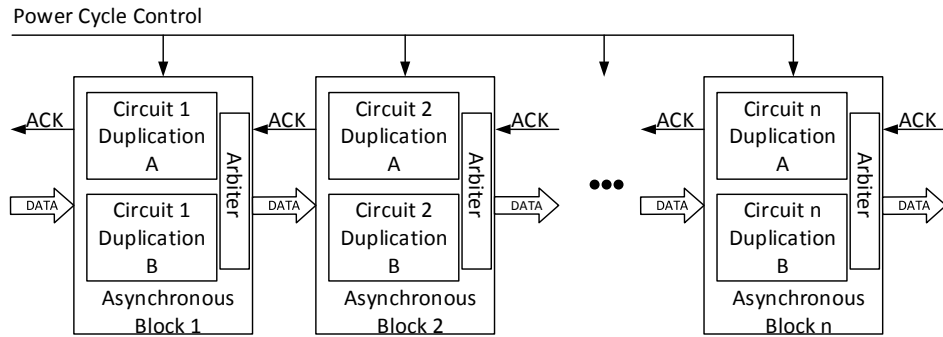 Power Cycle Control
ACK
Circuit 1
Duplication
A
Circuit 1
Duplication
B
Arbiter
Asynchronous
Block 1
DATA
ACK
DATA
Circuit 2
Duplication
A
Circuit 2
Duplication
B
Arbiter
Asynchronous
Block 2
ACK
DATA
ACK
DATA
Circuit n
Duplication
A
Circuit n
Duplication
B
Arbiter
Asynchronous
Block n
ACK
DATA